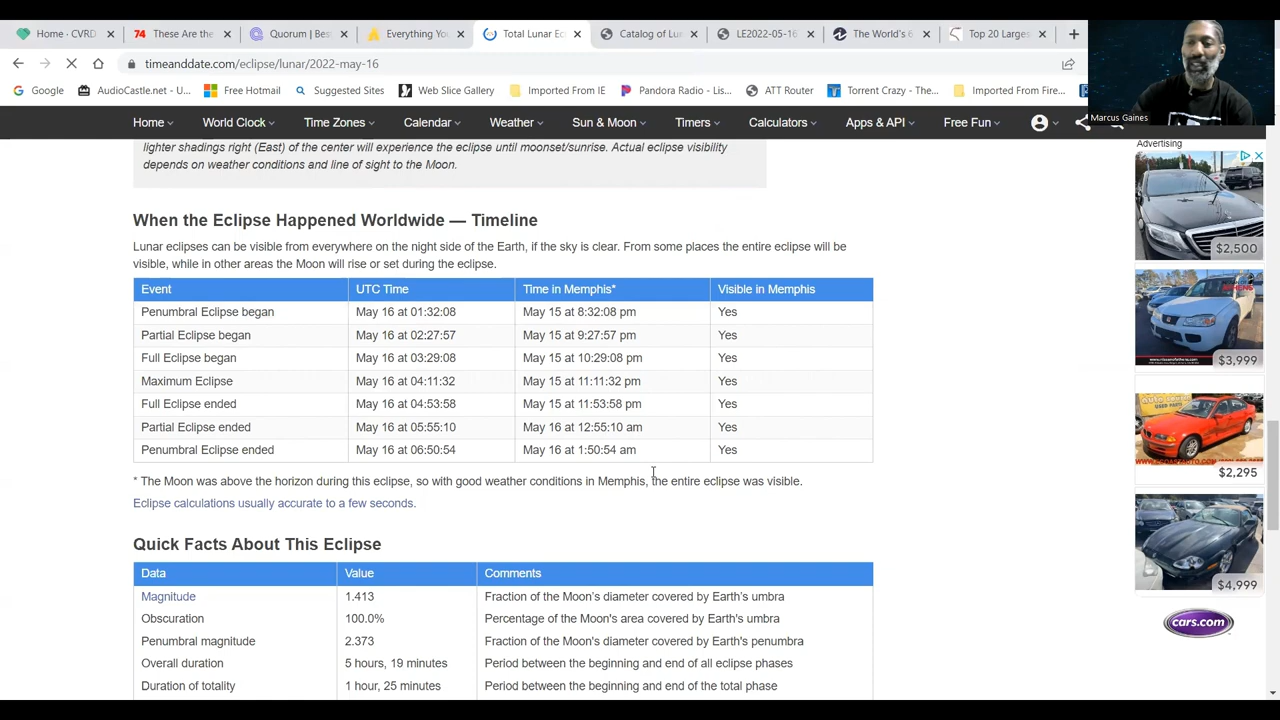 Home · CVRD
74 These Are the
Quorum | Bes
Everything You
Total Lunar Ec
Catalog of Lun
LE2022-05-16
The World's 6
Top 20 Larges
timeanddate.com/eclipse/lunar/2022-may-16
Google
AudioCastle.net - U...
Free Hotmail
Suggested Sites
Web Slice Gallery
Imported From IE
Pandora Radio - Lis...
ATT Router
Torrent Crazy - The...
Imported From Fire...
Marcus Gaines
Home
World Clock
Time Zones
Calendar
Weather
Sun & Moon
Timers
Calculators
Apps & API
Free Fun
lighter shadings right (East) of the center will experience the eclipse until moonset/sunrise. Actual eclipse visibility
depends on weather conditions and line of sight to the Moon.
When the Eclipse Happened Worldwide — Timeline
Lunar eclipses can be visible from everywhere on the night side of the Earth, if the sky is clear. From some places the entire eclipse will be
visible, while in other areas the Moon will rise or set during the eclipse.
Event UTC Time Time in Memphis* Visible in Memphis
Penumbral Eclipse began May 16 at 01:32:08 May 15 at 8:32:08 pm Yes
Partial Eclipse began May 16 at 02:27:57 May 15 at 9:27:57 pm Yes
Full Eclipse began May 16 at 03:29:08 May 15 at 10:29:08 pm Yes
Maximum Eclipse May 16 at 04:11:32 May 15 at 11:11:32 pm Yes
Full Eclipse ended May 16 at 04:53:58 May 15 at 11:53:58 pm Yes
Partial Eclipse ended May 16 at 05:55:10 May 16 at 12:55:10 am Yes
Penumbral Eclipse ended May 16 at 06:50:54 May 16 at 1:50:54 am Yes
* The Moon was above the horizon during this eclipse, so with good weather conditions in Memphis, the entire eclipse was visible.
Eclipse calculations usually accurate to a few seconds.
Quick Facts About This Eclipse
Data Value Comments
Magnitude 1.413 Fraction of the Moon's diameter covered by Earth's umbra
Obscuration 100.0% Percentage of the Moon's area covered by Earth's umbra
Penumbral magnitude 2.373 Fraction of the Moon's diameter covered by Earth's penumbra
Overall duration 5 hours, 19 minutes Period between the beginning and end of all eclipse phases
Duration of totality 1 hour, 25 minutes Period between the beginning and end of the total phase
Advertising
$2,500
$3,999
$2,295
$4,999
cars.com